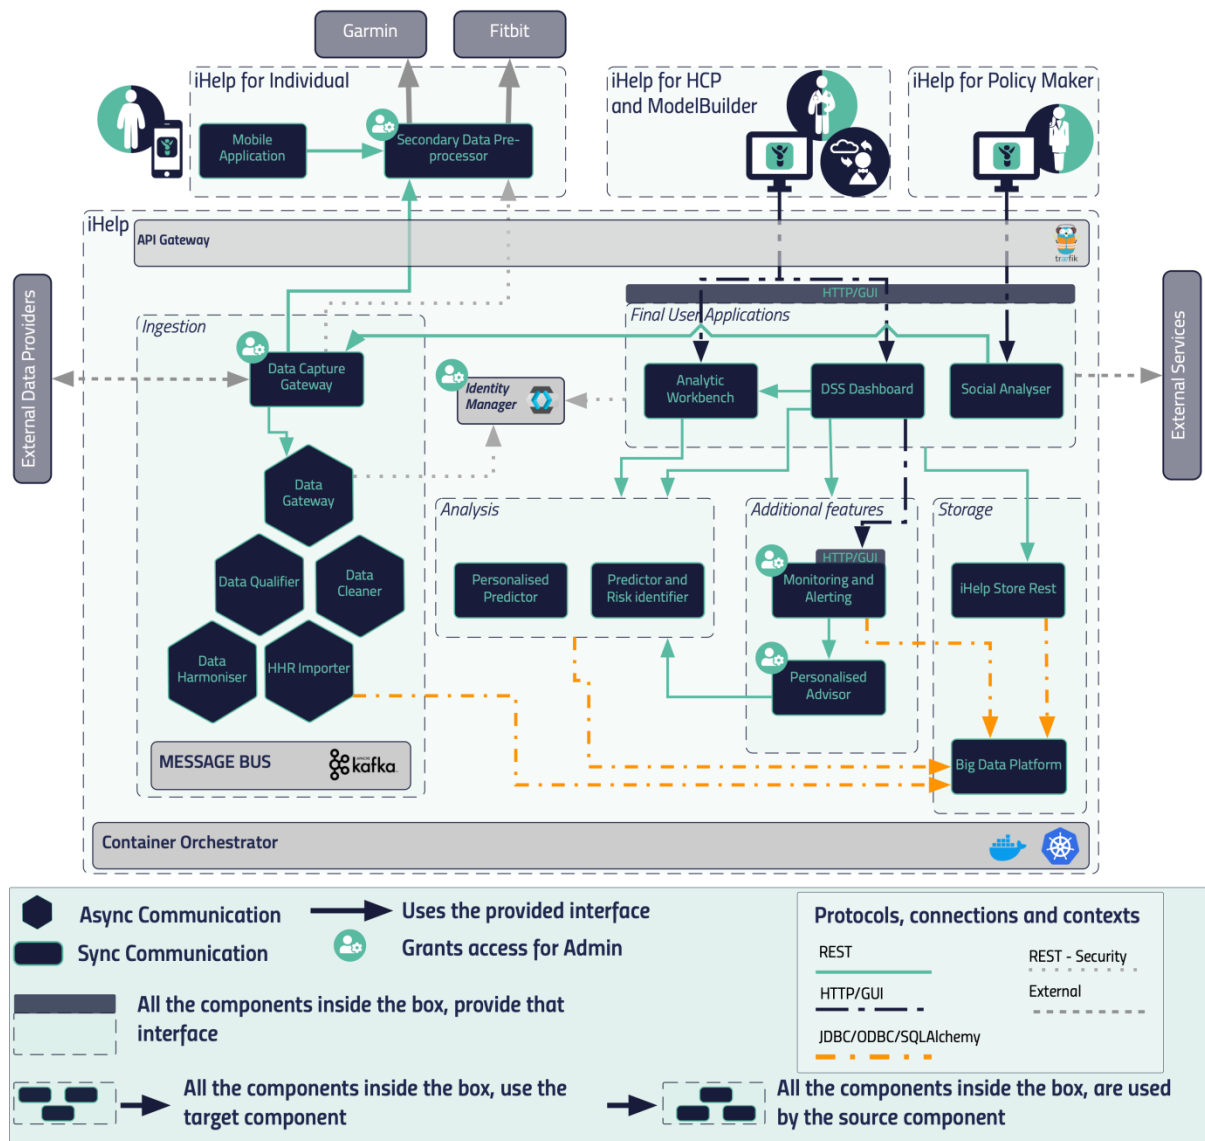 Garmin
Fitbit
iHelp for Individual
iHelp for HCP
and ModelBuilder
iHelp for Policy Maker
Mobile
Application
Secondary Data Pre-
processor
iHelp
API Gateway
træfik
External Data Providers
External Services
HTTP/GUI
Final User Applications
Ingestion
Data Capture
Gateway
Identity
Manager
Analytic
Workbench
DSS Dashboard
Social Analyser
Data
Gateway
Analysis
Additional features
Storage
HTTP/GUI
Data Qualifier
Data
Cleaner
Personalised
Predictor
Predictor and
Risk identifier
Monitoring and
Alerting
iHelp Store Rest
Data
Harmoniser
HHR Importer
Personalised
Advisor
MESSAGE BUS
kafka
Big Data Platform
Container Orchestrator
Async Communication
Uses the provided interface
Sync Communication
Grants access for Admin
All the components inside the box, provide that
interface
All the components inside the box, use the
target component
All the components inside the box, are used
by the source component
Protocols, connections and contexts
REST
REST - Security
HTTP/GUI
External
JDBC/ODBC/SQLAlchemy